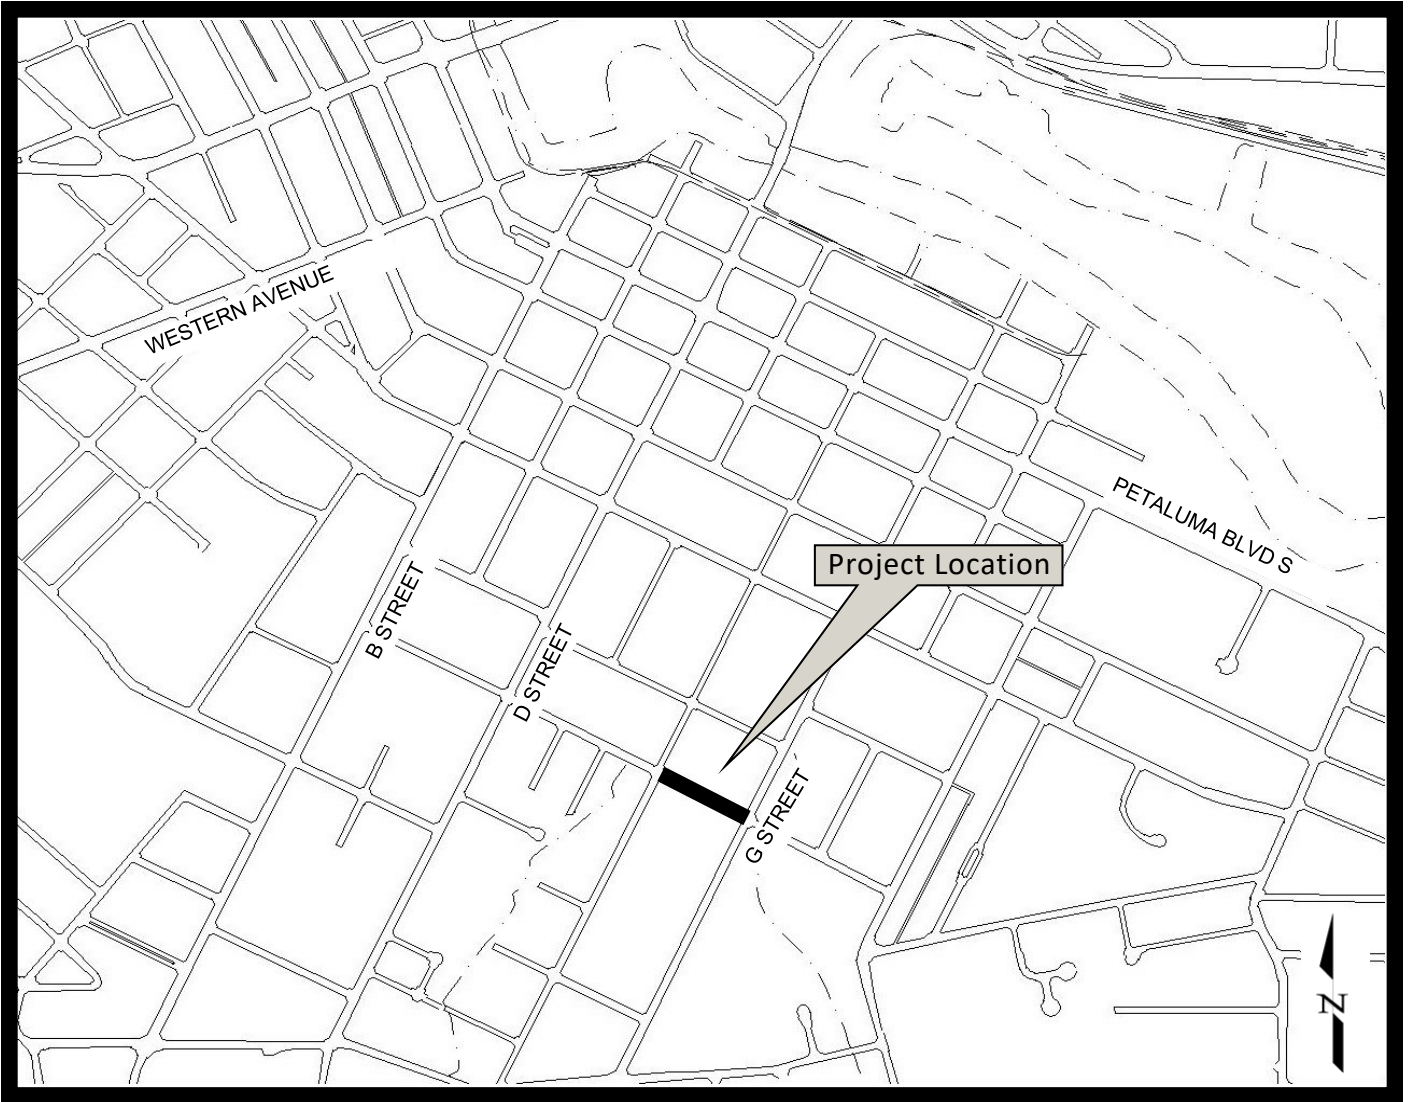 WESTERN AVENUE
PETALUMA BLVD S
Project Location
B STREET
D STREET
G STREET
N